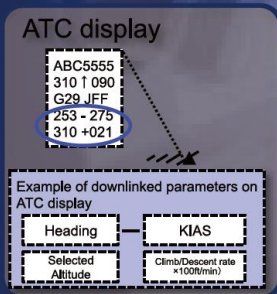 ATC display
ABC5555
310 ↑ 090
G29 JFF
253 - 275
310 +021
Example of downlinked parameters on
ATC display
Heading — KIAS
Selected
Altitude
Climb/Descent rate
×100ft/min)